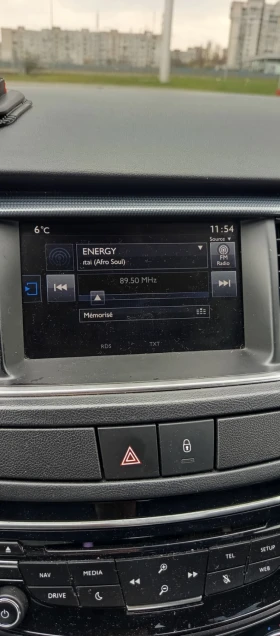 6°C
11:54
Source ▼
ENERGY ▼
itai (Afro Soul)
FM
Radio
89.50 MHz
Mémorisé
RDS TXT
NAV MEDIA TEL SETUP
DRIVE WEB